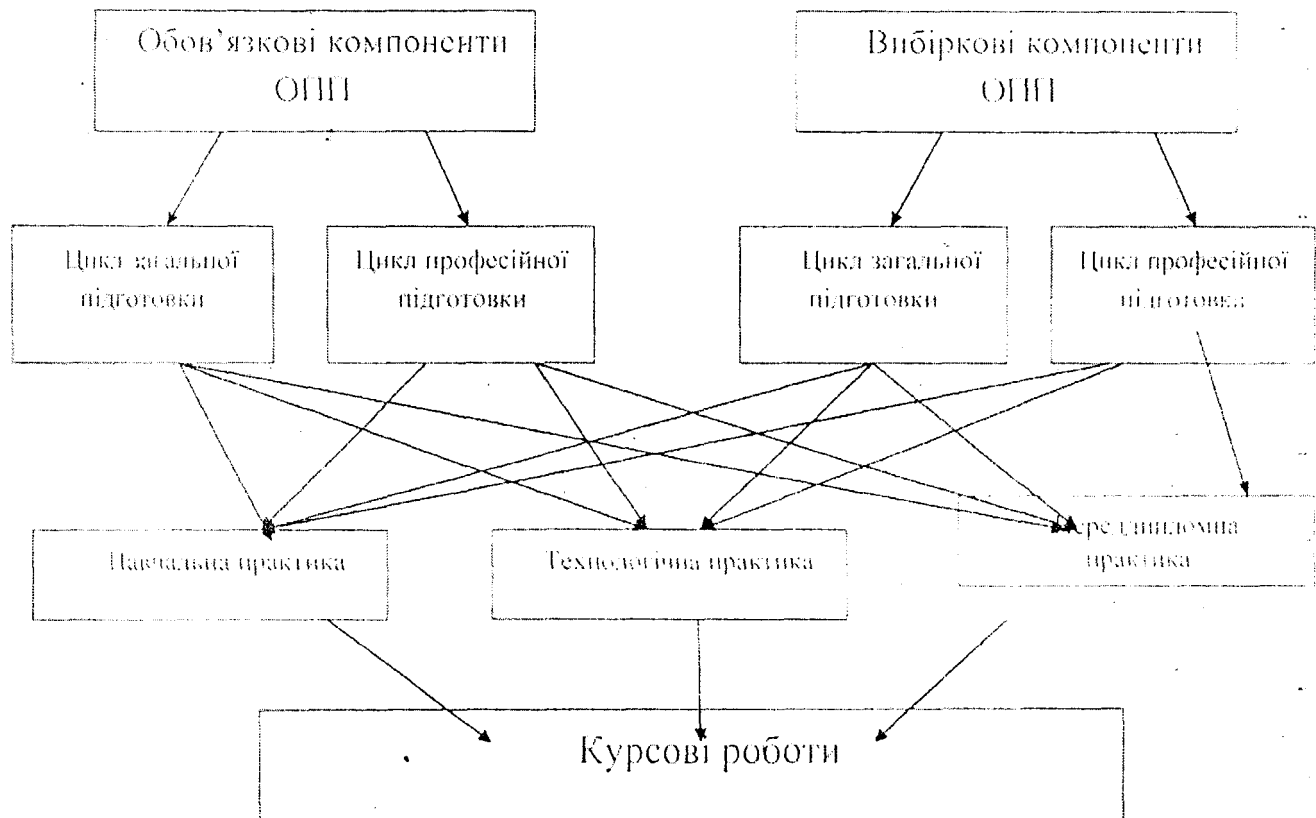 Обов’язкові компоненти
ОПП
Вибіркові компоненти
ОПП
Цикл загальної
підготовки
Цикл професійної
підготовки
Цикл загальної
підготовки
Цикл професійної
підготовка
Навчальна практика
Технологічна практика
Переддипломна
практика
Курсові роботи